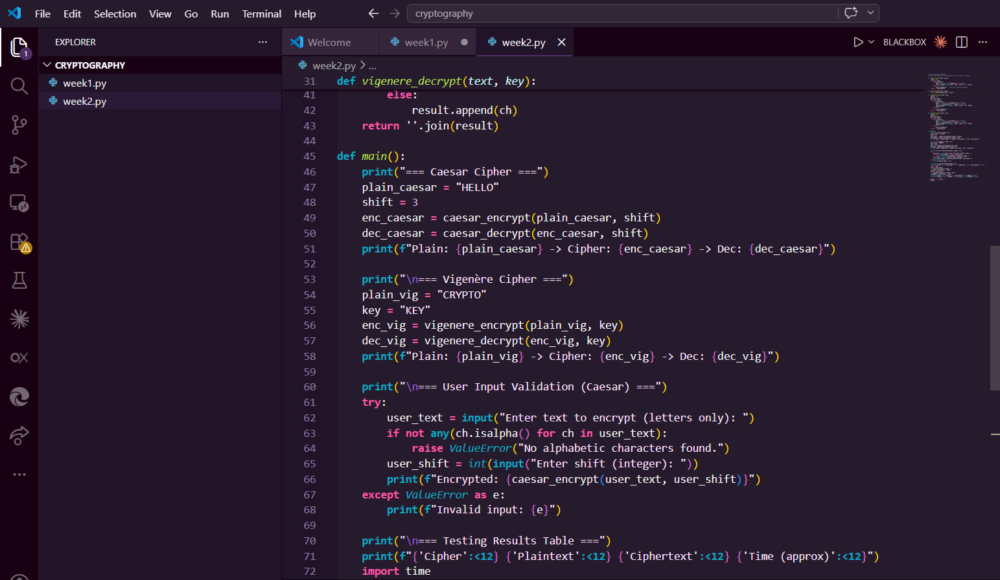 File Edit Selection View Go Run Terminal Help
cryptography
EXPLORER
Welcome
week1.py
week2.py
BLACKBOX
1
CRYPTOGRAPHY
week1.py
week2.py
week2.py > ...
31 def vigenere_decrypt(text, key):
41 else:
42 result.append(ch)
43 return ''.join(result)
44
45 def main():
46 print("=== Caesar Cipher ===")
47 plain_caesar = "HELLO"
48 shift = 3
49 enc_caesar = caesar_encrypt(plain_caesar, shift)
50 dec_caesar = caesar_decrypt(enc_caesar, shift)
51 print(f"Plain: {plain_caesar} -> Cipher: {enc_caesar} -> Dec: {dec_caesar}")
52
53 print("\n=== Vigenère Cipher ===")
54 plain_vig = "CRYPTO"
55 key = "KEY"
56 enc_vig = vigenere_encrypt(plain_vig, key)
57 dec_vig = vigenere_decrypt(enc_vig, key)
58 print(f"Plain: {plain_vig} -> Cipher: {enc_vig} -> Dec: {dec_vig}")
59
60 print("\n=== User Input Validation (Caesar) ===")
61 try:
62 user_text = input("Enter text to encrypt (letters only): ")
63 if not any(ch.isalpha() for ch in user_text):
64 raise ValueError("No alphabetic characters found.")
65 user_shift = int(input("Enter shift (integer): "))
66 print(f"Encrypted: {caesar_encrypt(user_text, user_shift)}")
67 except ValueError as e:
68 print(f"Invalid input: {e}")
69
70 print("\n=== Testing Results Table ===")
71 print(f"{'Cipher':<12} {'Plaintext':<12} {'Ciphertext':<12} {'Time (approx)':<12}")
72 import time